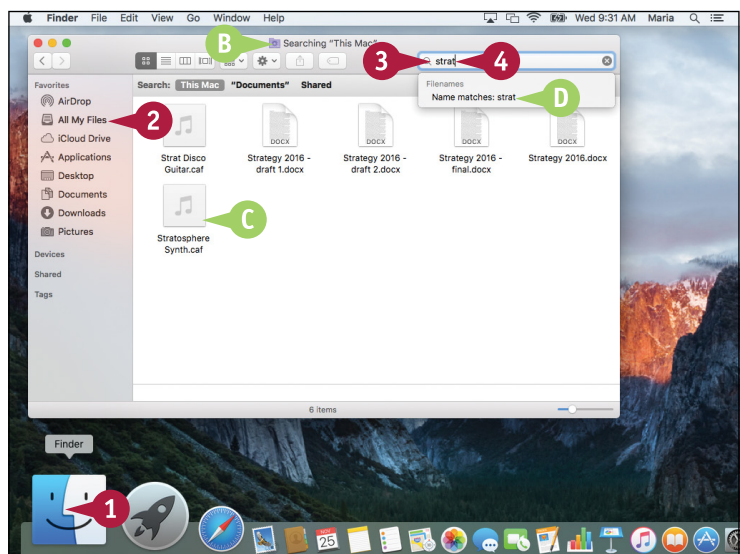 Finder File Edit View Go Window Help Wed 9:31 AM Maria
B
Searching "This Mac"
3
strat
4
Search: This Mac "Documents" Shared
Filenames
Name matches: strat
D
Favorites
AirDrop
All My Files
2
iCloud Drive
Applications
Desktop
Documents
Downloads
Pictures
Devices
Shared
Tags
DOCX DOCX DOCX DOCX
Strat Disco Guitar.caf
Strategy 2016 - draft 1.docx
Strategy 2016 - draft 2.docx
Strategy 2016 - final.docx
Strategy 2016.docx
C
Stratosphere Synth.caf
6 items
Finder
1
NOV
25